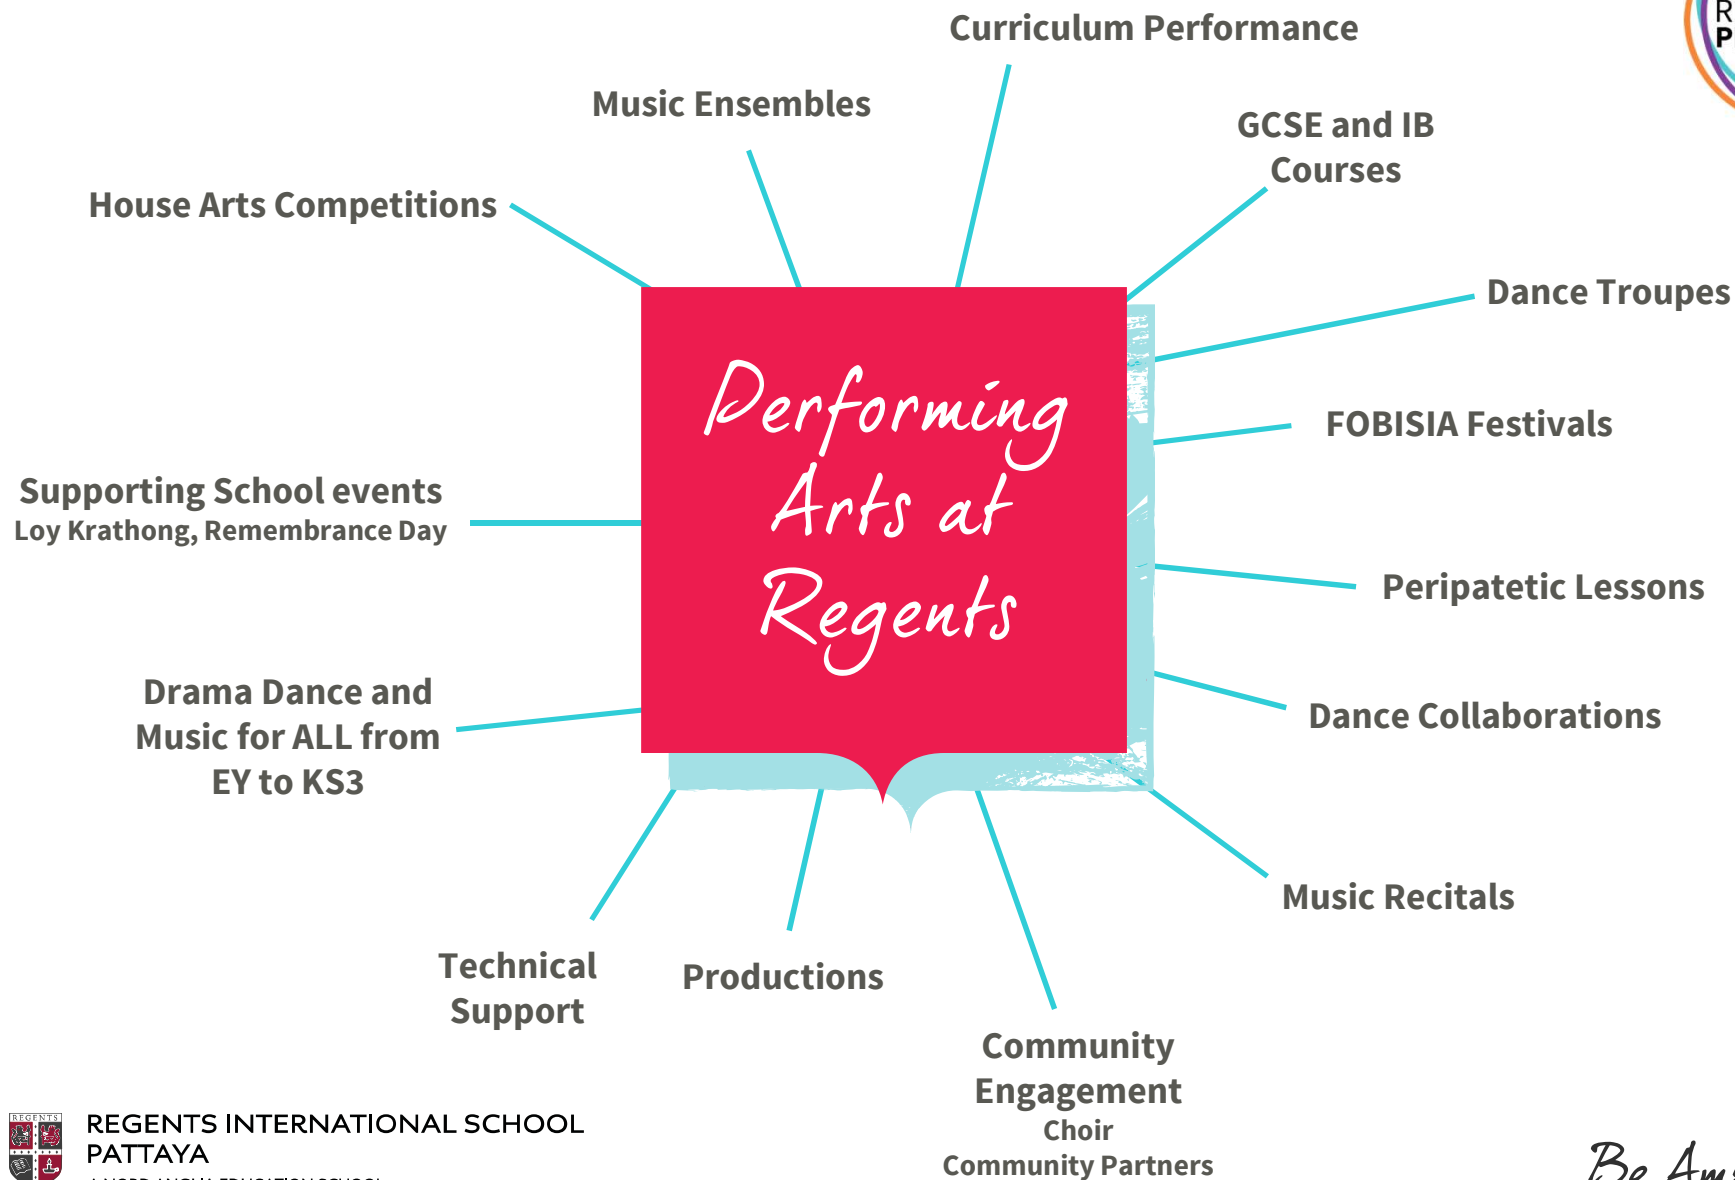 Curriculum Performance
Music Ensembles
GCSE and IB
Courses
House Arts Competitions
Dance Troupes
FOBISIA Festivals
Performing
Arts at
Regents
Supporting School events
Loy Krathong, Remembrance Day
Peripatetic Lessons
Drama Dance and
Music for ALL from
EY to KS3
Dance Collaborations
Music Recitals
Technical
Support
Productions
Community
Engagement
Choir
Community Partners
REGENTS
REGENTS INTERNATIONAL SCHOOL
PATTAYA
Be